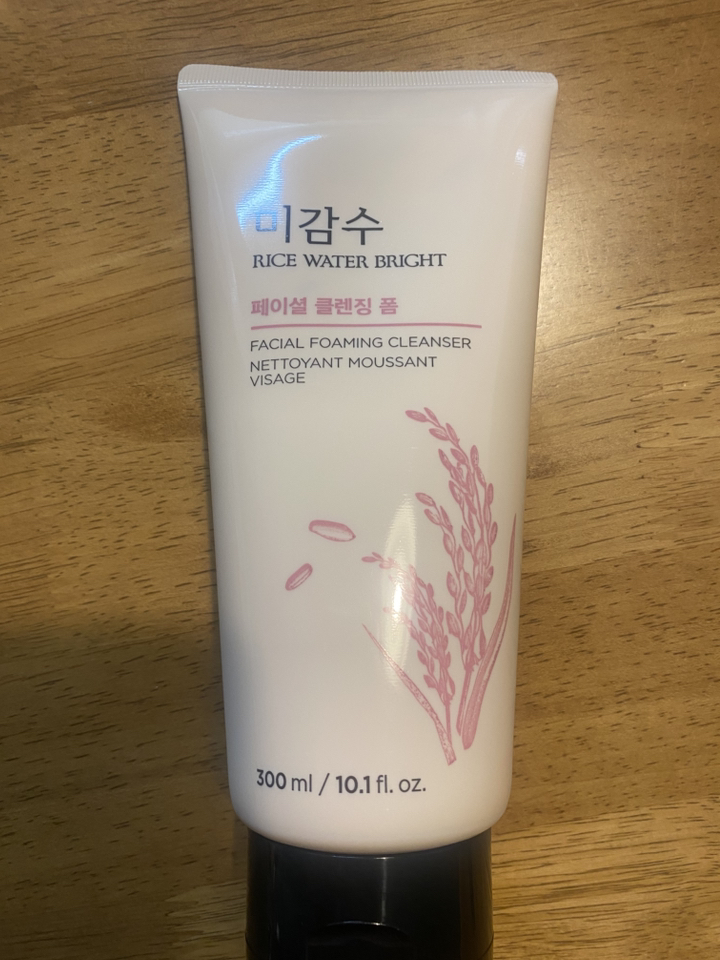 미감수
RICE WATER BRIGHT
페이셜 클렌징 폼
FACIAL FOAMING CLEANSER
NETTOYANT MOUSSANT
VISAGE
300 ml / 10.1 fl. oz.